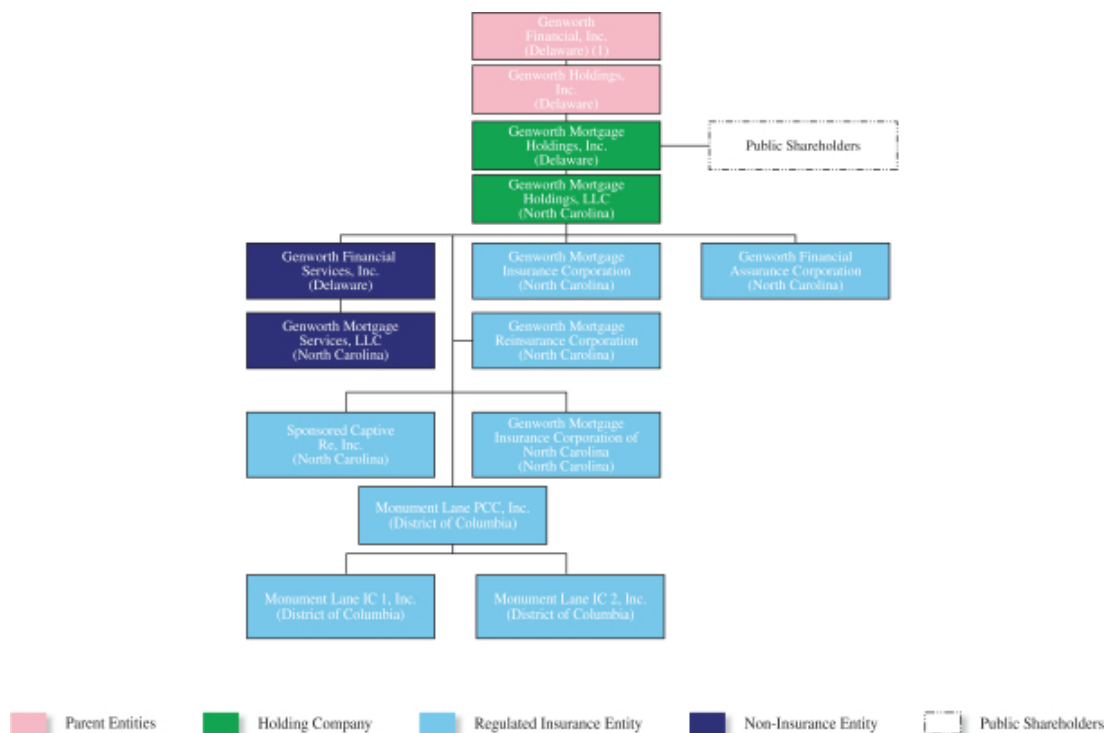 Genworth
Financial, Inc.
(Delaware) (1)
Genworth Holdings,
Inc.
(Delaware)
Genworth Mortgage
Holdings, Inc.
(Delaware)
Public Shareholders
Genworth Mortgage
Holdings, LLC
(North Carolina)
Genworth Financial
Services, Inc.
(Delaware)
Genworth Mortgage
Insurance Corporation
(North Carolina)
Genworth Financial
Assurance Corporation
(North Carolina)
Genworth Mortgage
Services, LLC
(North Carolina)
Genworth Mortgage
Reinsurance Corporation
(North Carolina)
Sponsored Captive
Re, Inc.
(North Carolina)
Genworth Mortgage
Insurance Corporation of
North Carolina
(North Carolina)
Monument Lane PCC, Inc.
(District of Columbia)
Monument Lane IC 1, Inc.
(District of Columbia)
Monument Lane IC 2, Inc.
(District of Columbia)
Parent Entities
Holding Company
Regulated Insurance Entity
Non-Insurance Entity
Public Shareholders